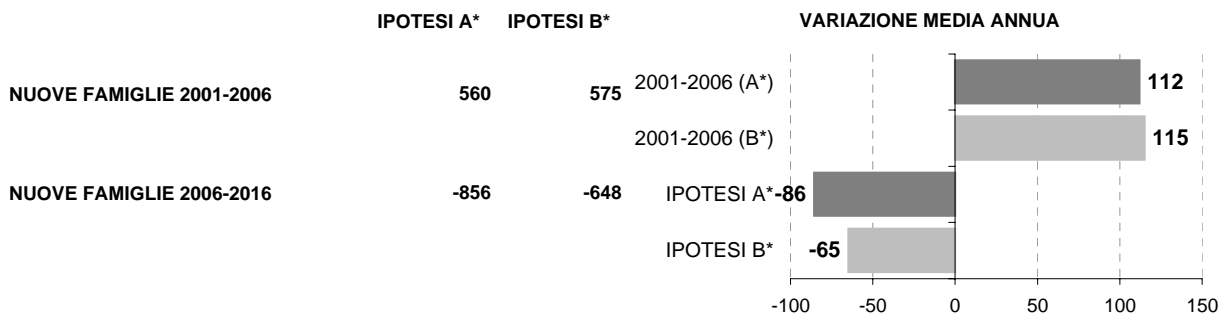 IPOTESI A* IPOTESI B* VARIAZIONE MEDIA ANNUA
NUOVE FAMIGLIE 2001-2006 560 575
NUOVE FAMIGLIE 2006-2016 -856 -648
2001-2006 (A*) 112
2001-2006 (B*) 115
IPOTESI A* -86
IPOTESI B* -65
-100 -50 0 50 100 150